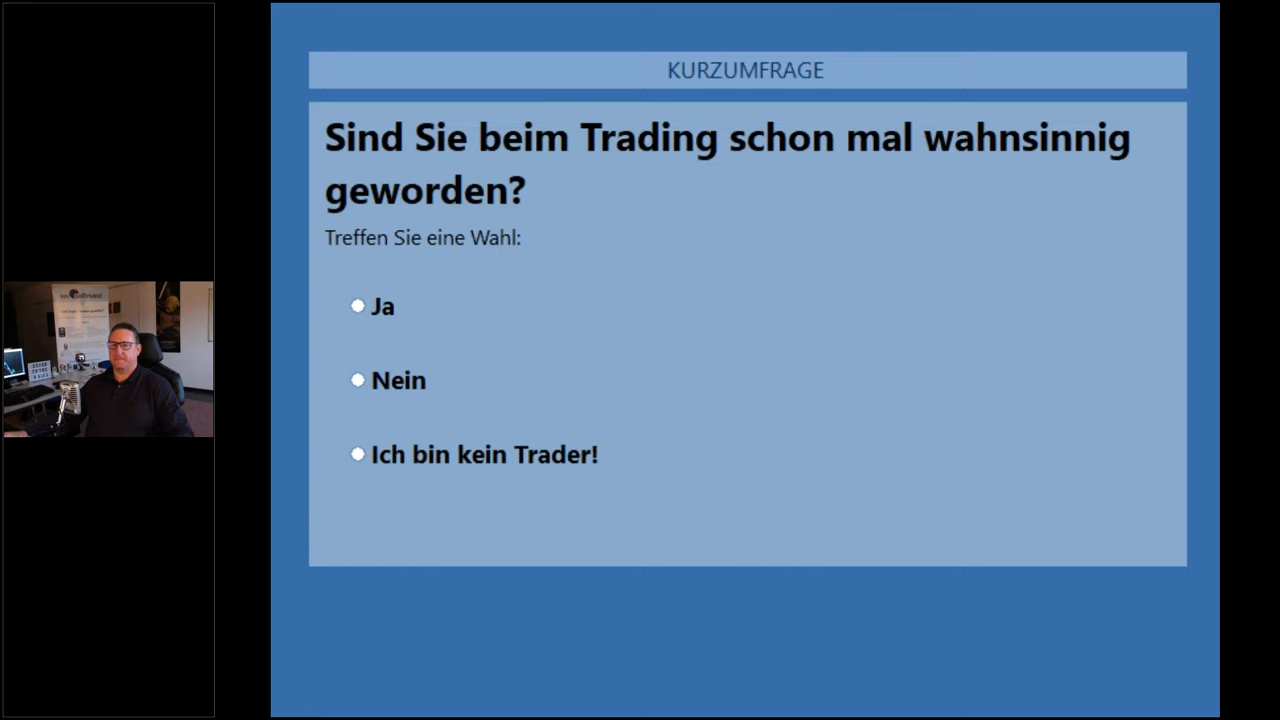 KURZUMFRAGE
Sind Sie beim Trading schon mal wahnsinnig
geworden?
Treffen Sie eine Wahl:
Ja
Nein
Ich bin kein Trader!